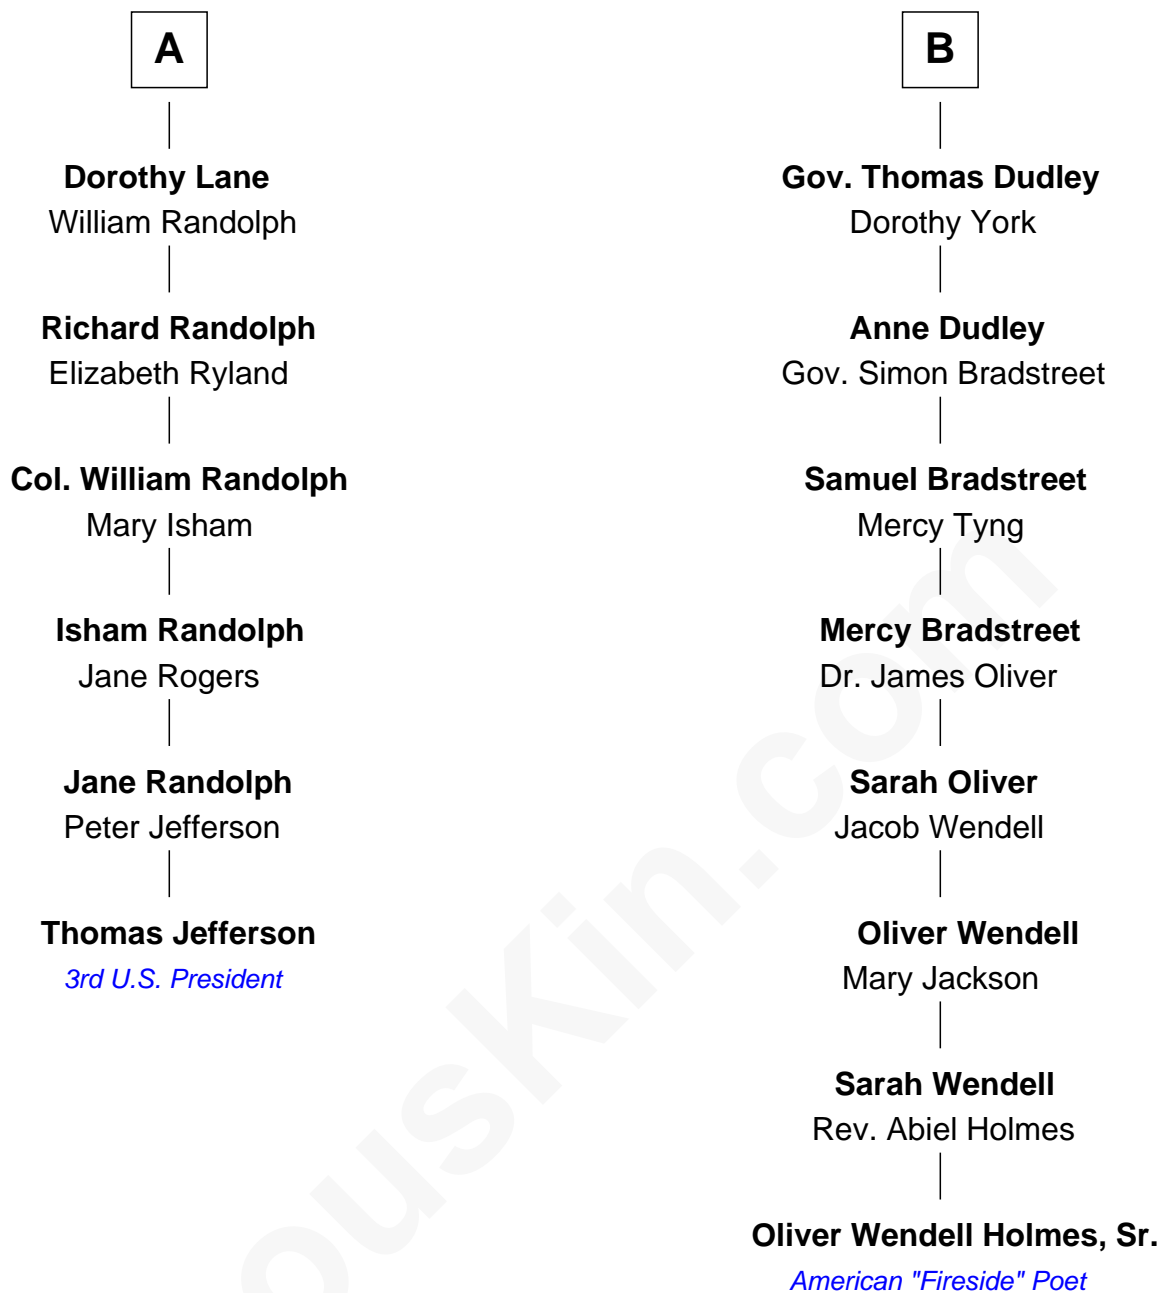 A
Dorothy Lane
William Randolph
Richard Randolph
Elizabeth Ryland
Col. William Randolph
Mary Isham
Isham Randolph
Jane Rogers
Jane Randolph
Peter Jefferson
Thomas Jefferson
3rd U.S. President
B
Gov. Thomas Dudley
Dorothy York
Anne Dudley
Gov. Simon Bradstreet
Samuel Bradstreet
Mercy Tyng
Mercy Bradstreet
Dr. James Oliver
Sarah Oliver
Jacob Wendell
Oliver Wendell
Mary Jackson
Sarah Wendell
Rev. Abiel Holmes
Oliver Wendell Holmes, Sr.
American "Fireside" Poet
ousKin.com